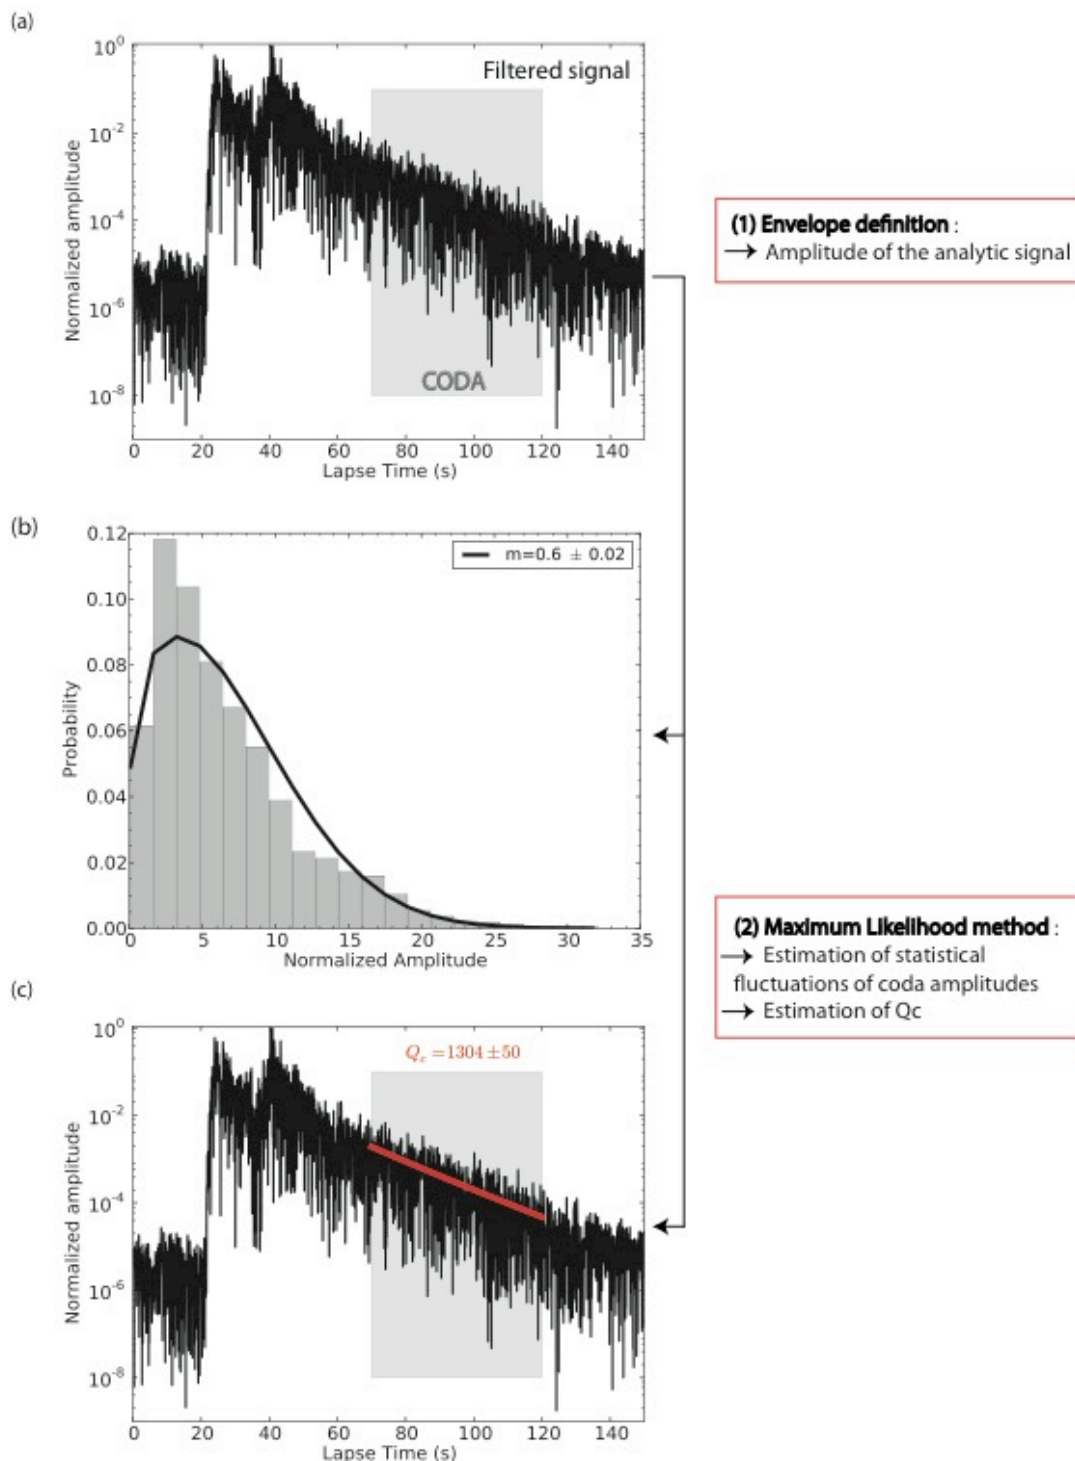 (a)
10^0
10^-2
10^-4
10^-6
10^-8
Normalized amplitude
Filtered signal
CODA
0 20 40 60 80 100 120 140
Lapse Time (s)
(1) Envelope definition :
→ Amplitude of the analytic signal
(b)
0.12
0.10
0.08
0.06
0.04
0.02
0.00
Probability
m=0.6 ± 0.02
0 5 10 15 20 25 30 35
Normalized Amplitude
(2) Maximum Likelihood method :
→ Estimation of statistical
fluctuations of coda amplitudes
→ Estimation of Qc
(c)
10^0
10^-2
10^-4
10^-6
10^-8
Normalized amplitude
Q_c =1304±50
0 20 40 60 80 100 120 140
Lapse Time (s)